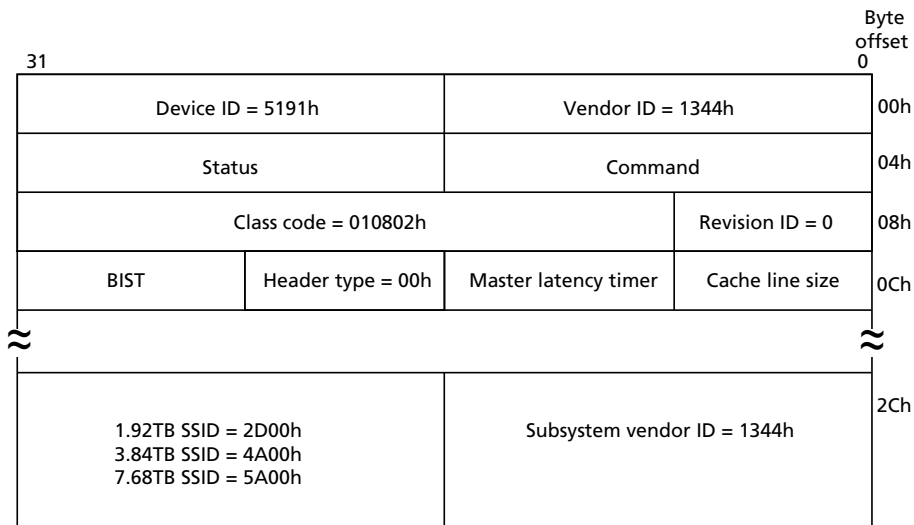 Byte
offset
31 0
Device ID = 5191h Vendor ID = 1344h 00h
Status Command 04h
Class code = 010802h Revision ID = 0 08h
BIST Header type = 00h Master latency timer Cache line size 0Ch
≈ ≈
2Ch
1.92TB SSID = 2D00h Subsystem vendor ID = 1344h
3.84TB SSID = 4A00h
7.68TB SSID = 5A00h